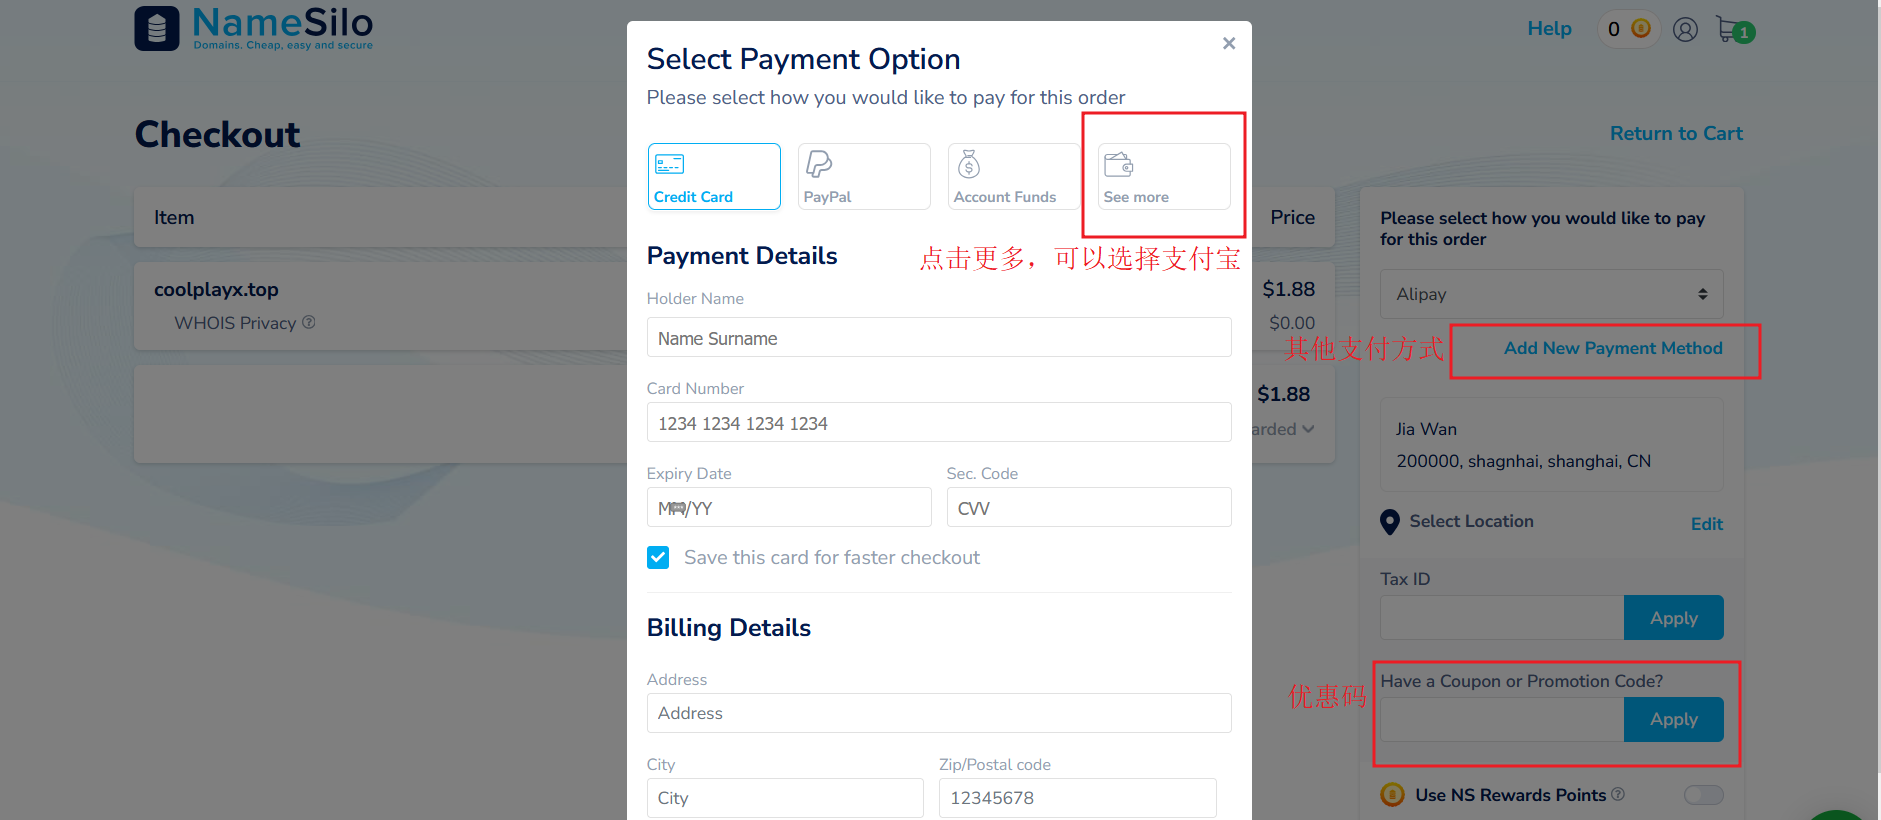 NameSilo
Domains. Cheap, easy and secure
Help
0
1
Checkout
Return to Cart
Item
Price
coolplayx.top
$1.88
WHOIS Privacy
$0.00
$1.88
arded
Select Payment Option
×
Please select how you would like to pay for this order
Credit Card
PayPal
Account Funds
See more
点击更多，可以选择支付宝
Payment Details
Holder Name
Name Surname
Card Number
1234 1234 1234 1234
Expiry Date
Sec. Code
MM/YY
CVV
Save this card for faster checkout
Billing Details
Address
Address
City
Zip/Postal code
City
12345678
Please select how you would like to pay
for this order
Alipay
其他支付方式
Add New Payment Method
Jia Wan
200000, shagnhai, shanghai, CN
Select Location
Edit
Tax ID
Apply
优惠码
Have a Coupon or Promotion Code?
Apply
Use NS Rewards Points